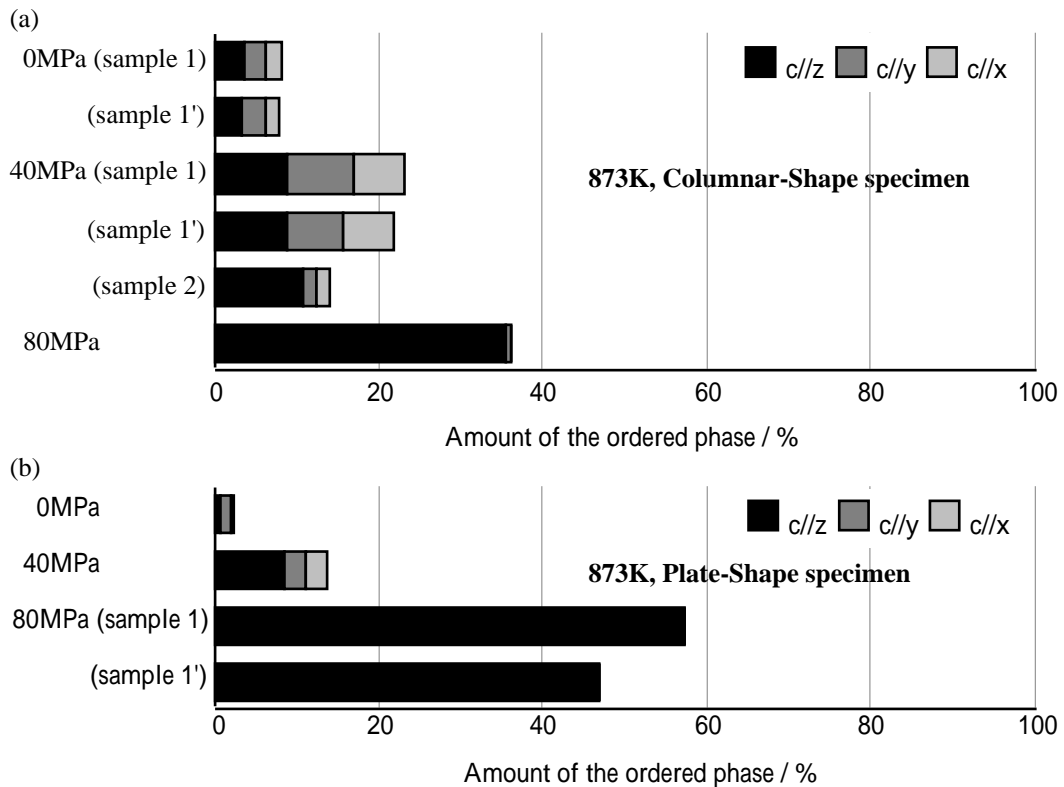 (a)
0MPa (sample 1)
c//z c//y c//x
(sample 1')
40MPa (sample 1)
873K, Columnar-Shape specimen
(sample 1')
(sample 2)
80MPa
0 20 40 60 80 100
Amount of the ordered phase / %
(b)
0MPa
c//z c//y c//x
40MPa
873K, Plate-Shape specimen
80MPa (sample 1)
(sample 1')
0 20 40 60 80 100
Amount of the ordered phase / %